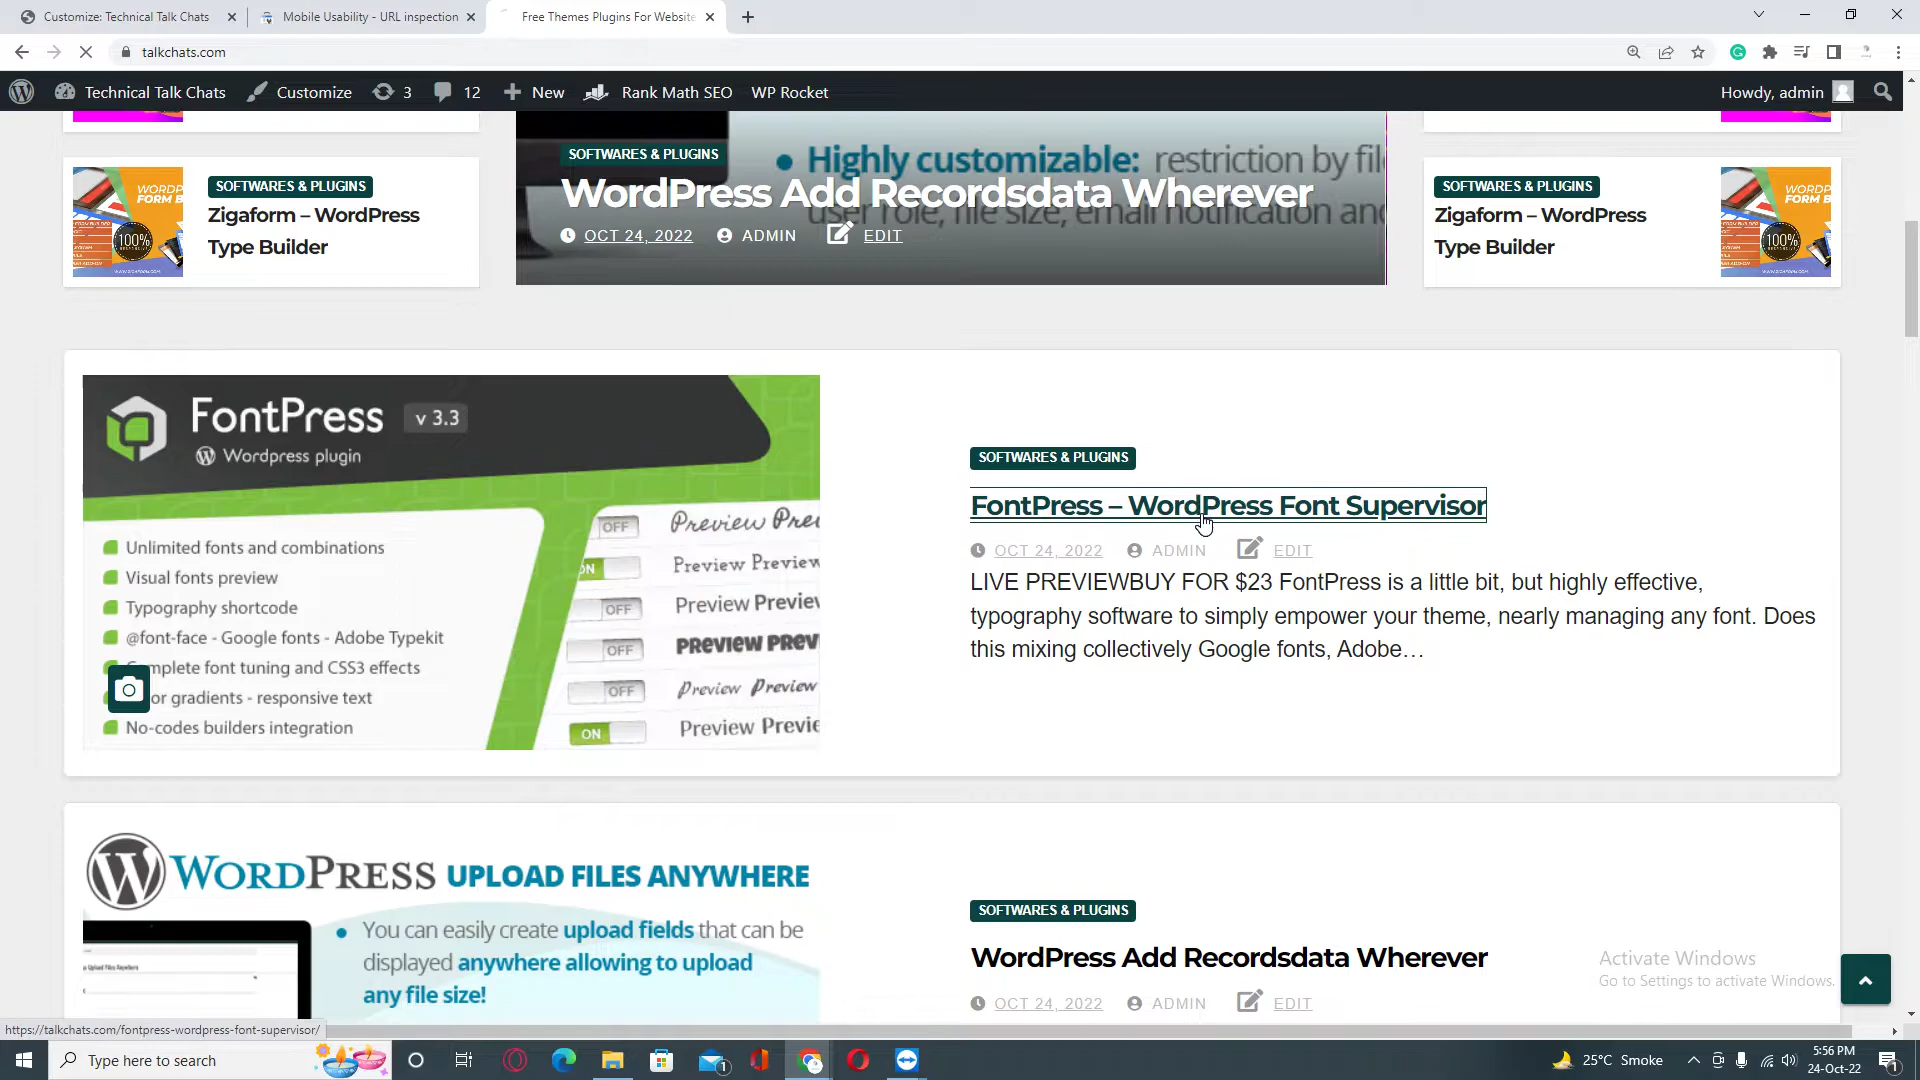 Customize: Technical Talk Chats
Mobile Usability - URL inspection
Free Themes Plugins For Website
talkchats.com
Technical Talk Chats
Customize
3
12
New
Rank Math SEO
WP Rocket
Howdy, admin
SOFTWARES & PLUGINS
Zigaform – WordPress
Type Builder
SOFTWARES & PLUGINS
Highly customizable: restriction by file
WordPress Add Recordsdata Wherever
user role, file size, email notification and
OCT 24, 2022
ADMIN
EDIT
SOFTWARES & PLUGINS
Zigaform – WordPress
Type Builder
100%
100%
FontPress v 3.3
Wordpress plugin
Unlimited fonts and combinations
Visual fonts preview
Typography shortcode
@font-face - Google fonts - Adobe Typekit
mplete font tuning and CSS3 effects
or gradients - responsive text
No-codes builders integration
OFF Preview Prev
ON Preview Preview
OFF Preview Preview
OFF PREVIEW PREV
OFF Preview Preview
ON Preview Previe
SOFTWARES & PLUGINS
FontPress – WordPress Font Supervisor
OCT 24, 2022 ADMIN EDIT
LIVE PREVIEWBUY FOR $23 FontPress is a little bit, but highly effective,
typography software to simply empower your theme, nearly managing any font. Does
this mixing collectively Google fonts, Adobe…
WORDPRESS UPLOAD FILES ANYWHERE
You can easily create upload fields that can be
displayed anywhere allowing to upload
any file size!
SOFTWARES & PLUGINS
WordPress Add Recordsdata Wherever
OCT 24, 2022 ADMIN EDIT
Activate Windows
Go to Settings to activate Windows.
https://talkchats.com/fontpress-wordpress-font-supervisor/
Type here to search
1
25°C Smoke
5:56 PM
24-Oct-22
1